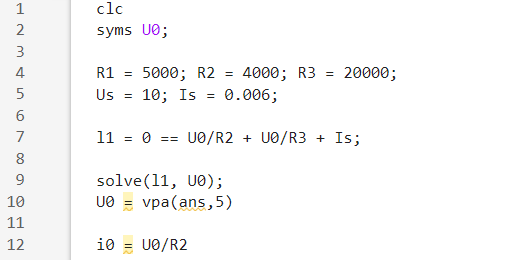 1 clc
2 syms U0;
3
4 R1 = 5000; R2 = 4000; R3 = 20000;
5 Us = 10; Is = 0.006;
6
7 l1 = 0 == U0/R2 + U0/R3 + Is;
8
9 solve(l1, U0);
10 U0 = vpa(ans,5)
11
12 i0 = U0/R2